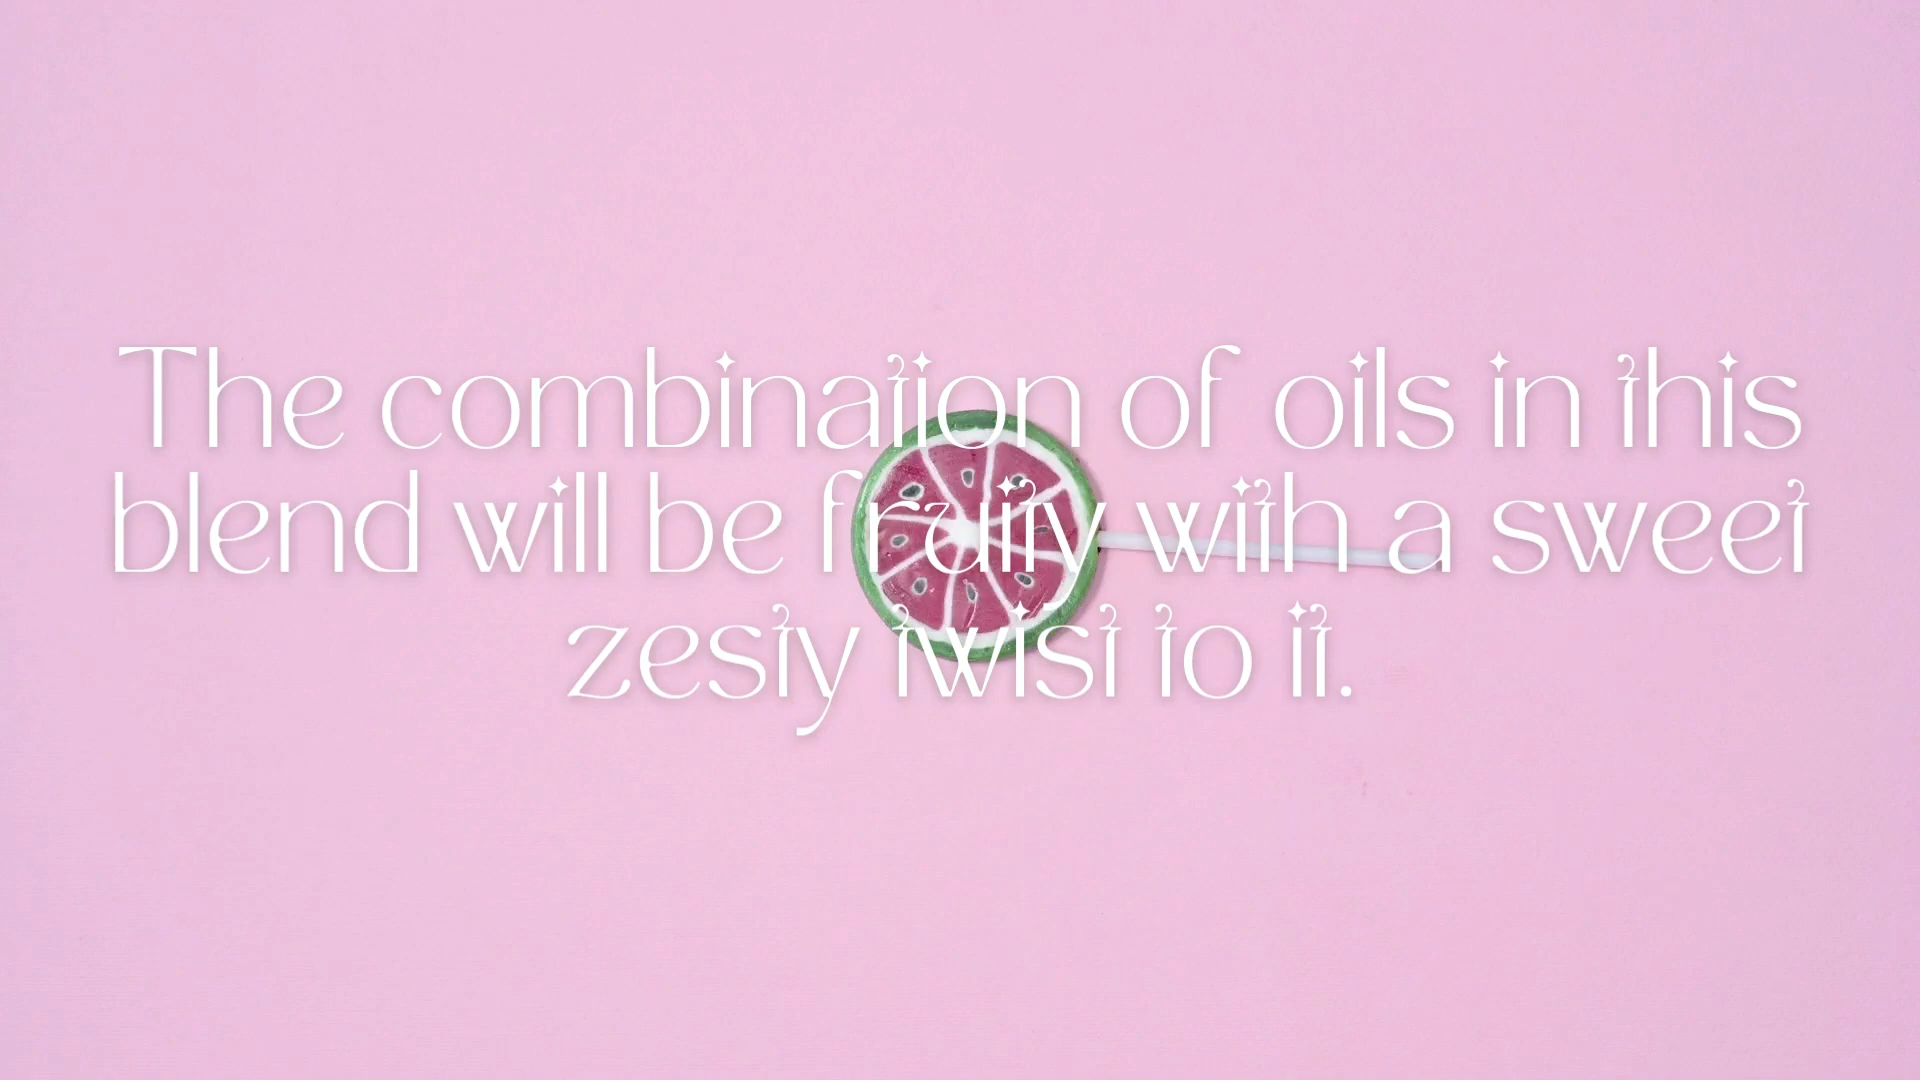 The combination of oils in this
blend will be fruity with a sweet
zesty twist to it.